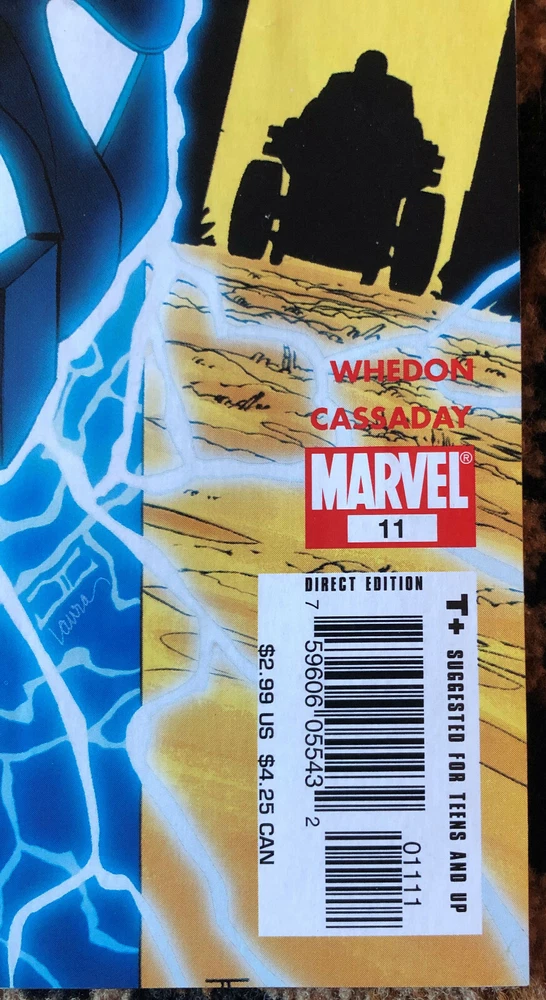 WHEDON
CASSADAY
MARVEL®
11
DIRECT EDITION
T+ SUGGESTED FOR TEENS AND UP
7 59606 05543 2
01111
$2.99 US $4.25 CAN
Laura